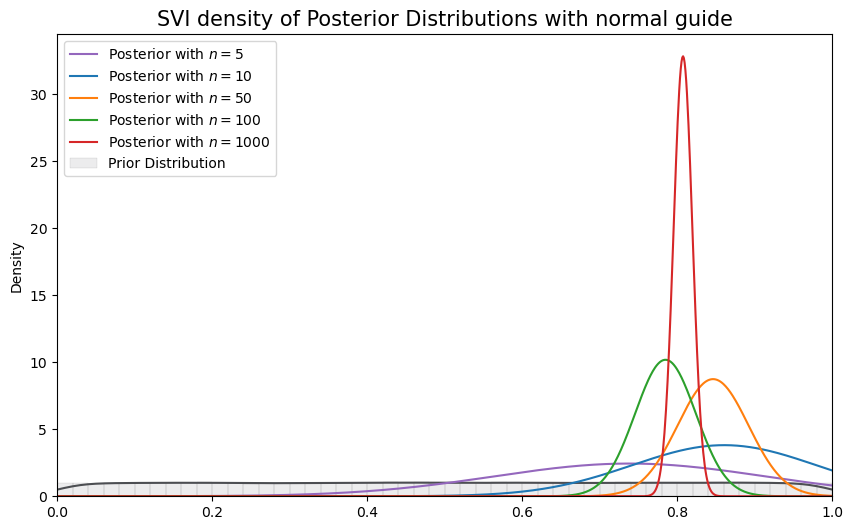 SVI density of Posterior Distributions with normal guide
Posterior with n = 5
Posterior with n = 10
Posterior with n = 50
Posterior with n = 100
Posterior with n = 1000
Prior Distribution
Density
30
25
20
15
10
5
0
0.0 0.2 0.4 0.6 0.8 1.0